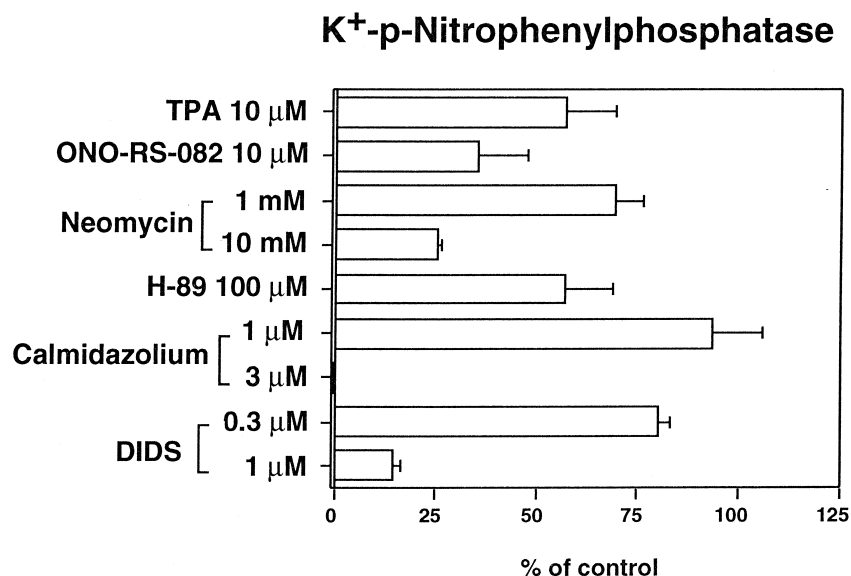 K+-p-Nitrophenylphosphatase
TPA 10 µM
ONO-RS-082 10 µM
Neomycin
1 mM
10 mM
H-89 100 µM
Calmidazolium
1 µM
3 µM
DIDS
0.3 µM
1 µM
0 25 50 75 100 125
% of control